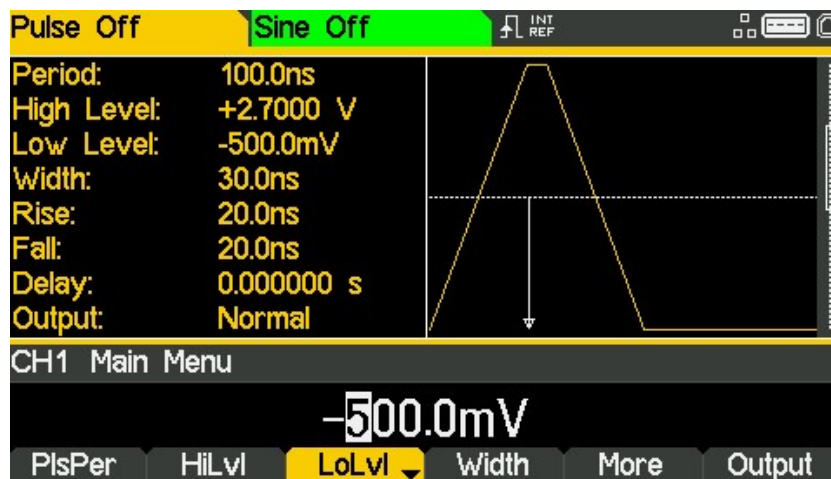 Pulse Off Sine Off INT REF
Period: 100.0ns
High Level: +2.7000 V
Low Level: -500.0mV
Width: 30.0ns
Rise: 20.0ns
Fall: 20.0ns
Delay: 0.000000 s
Output: Normal
CH1 Main Menu
-500.0mV
PlsPer HiLvl LoLvl Width More Output